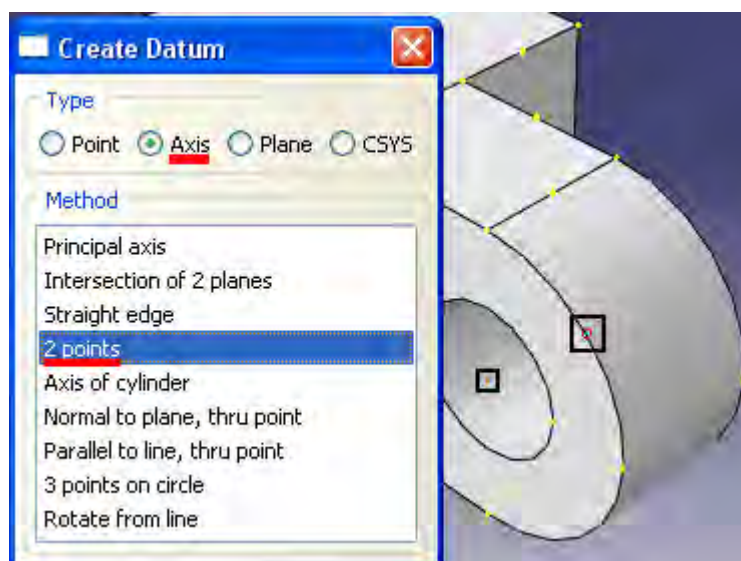 Create Datum
Type
Point Axis Plane CSYS
Method
Principal axis
Intersection of 2 planes
Straight edge
2 points
Axis of cylinder
Normal to plane, thru point
Parallel to line, thru point
3 points on circle
Rotate from line